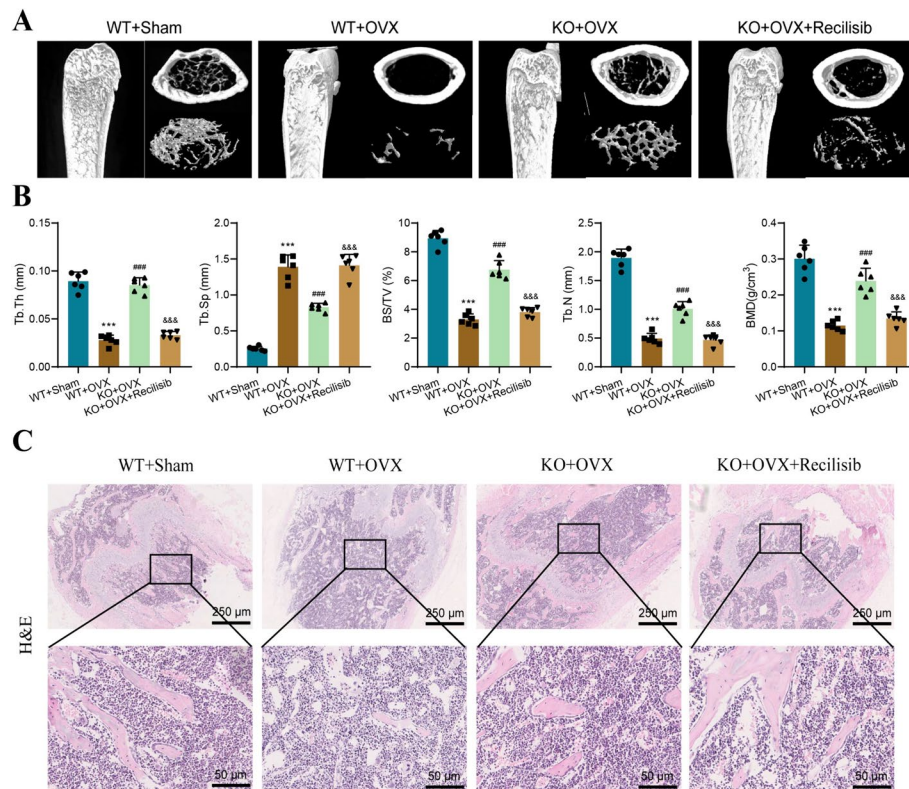 A
WT+Sham
WT+OVX
KO+OVX
KO+OVX+Recilisib
B
Tb.Th (mm)
0.15
0.10
0.05
0.00
***
###
&&&
WT+Sham
WT+OVX
KO+OVX
KO+OVX+Recilisib
Tb.Sp (mm)
2.0
1.5
1.0
0.5
0.0
***
###
&&&
WT+Sham
WT+OVX
KO+OVX
KO+OVX+Recilisib
BS/TV (%)
10
8
6
4
2
0
***
###
&&&
WT+Sham
WT+OVX
KO+OVX
KO+OVX+Recilisib
Tb.N (mm)
2.5
2.0
1.5
1.0
0.5
0.0
***
###
&&&
WT+Sham
WT+OVX
KO+OVX
KO+OVX+Recilisib
BMD(g/cm³)
0.4
0.3
0.2
0.1
0.0
***
###
&&&
WT+Sham
WT+OVX
KO+OVX
KO+OVX+Recilisib
C
WT+Sham
WT+OVX
KO+OVX
KO+OVX+Recilisib
H&E
250 µm
250 µm
250 µm
250 µm
50 µm
50 µm
50 µm
50 µm